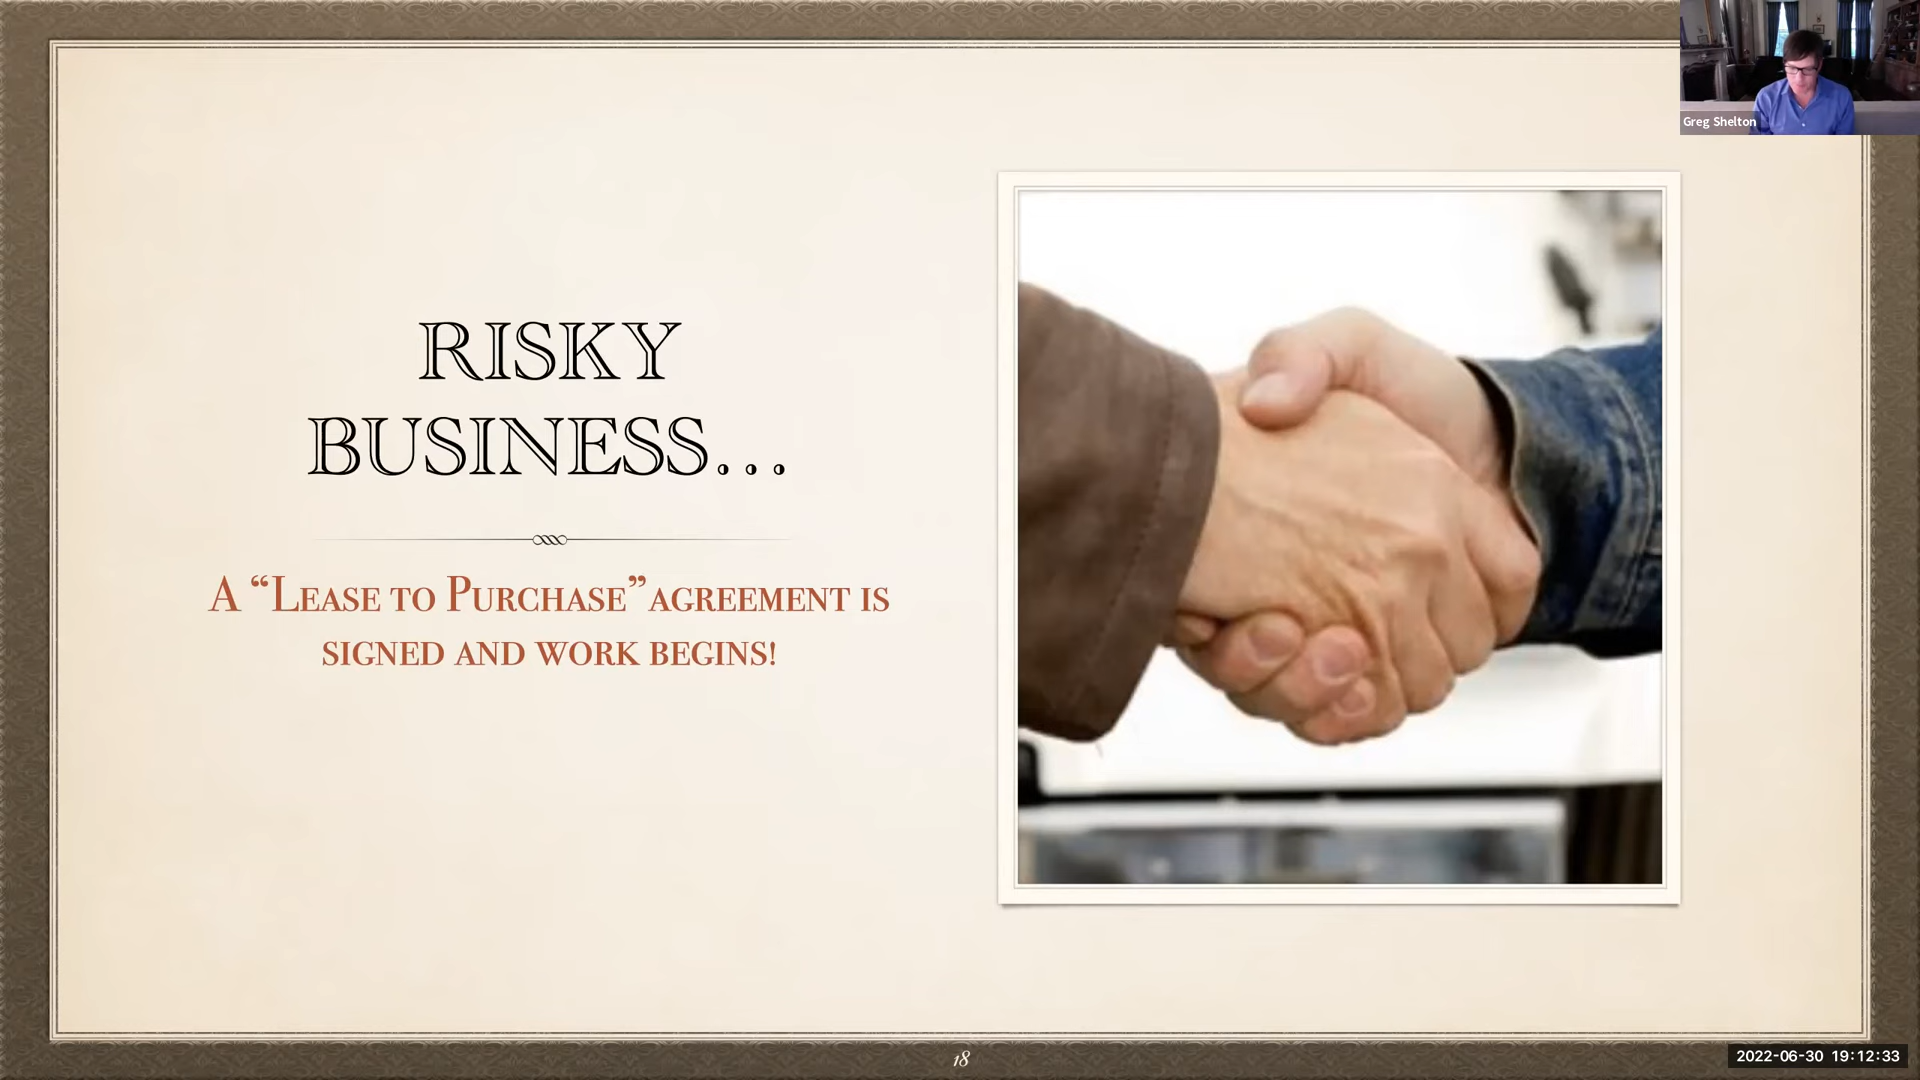 Greg Shelton
RISKY
BUSINESS...
A “Lease to Purchase”agreement is
signed and work begins!
18
2022-06-30 19:12:33